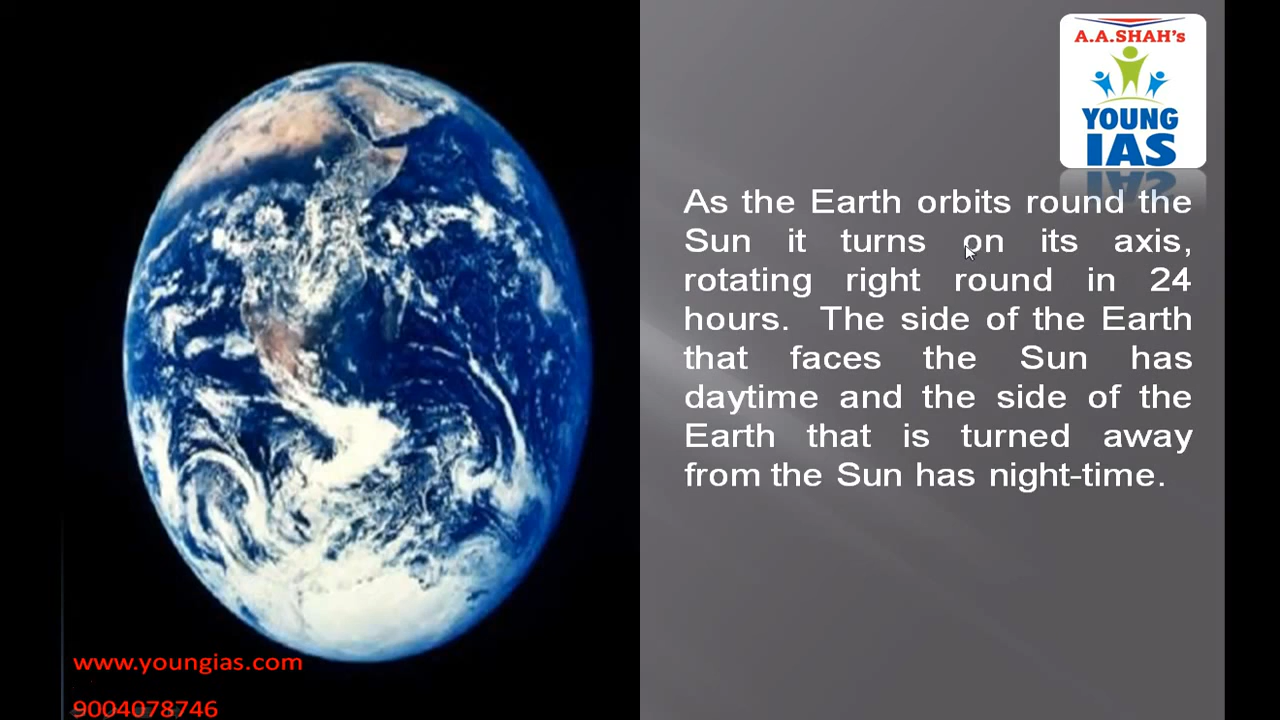 A.A.SHAH's
YOUNG
IAS
As the Earth orbits round the
Sun it turns on its axis,
rotating right round in 24
hours. The side of the Earth
that faces the Sun has
daytime and the side of the
Earth that is turned away
from the Sun has night-time.
www.youngias.com
9004078746